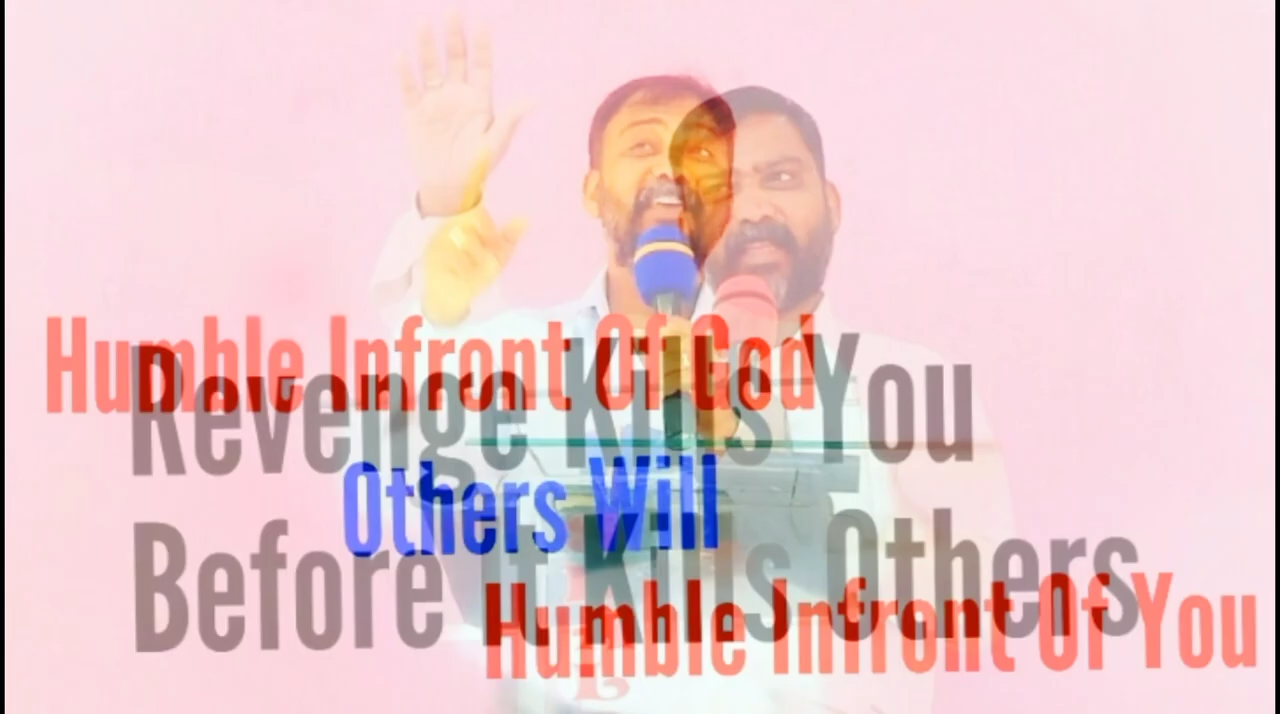 Humble Infront Of God
Revenge Kills You
Others Will
Before It Kills Others
Humble Infront Of You